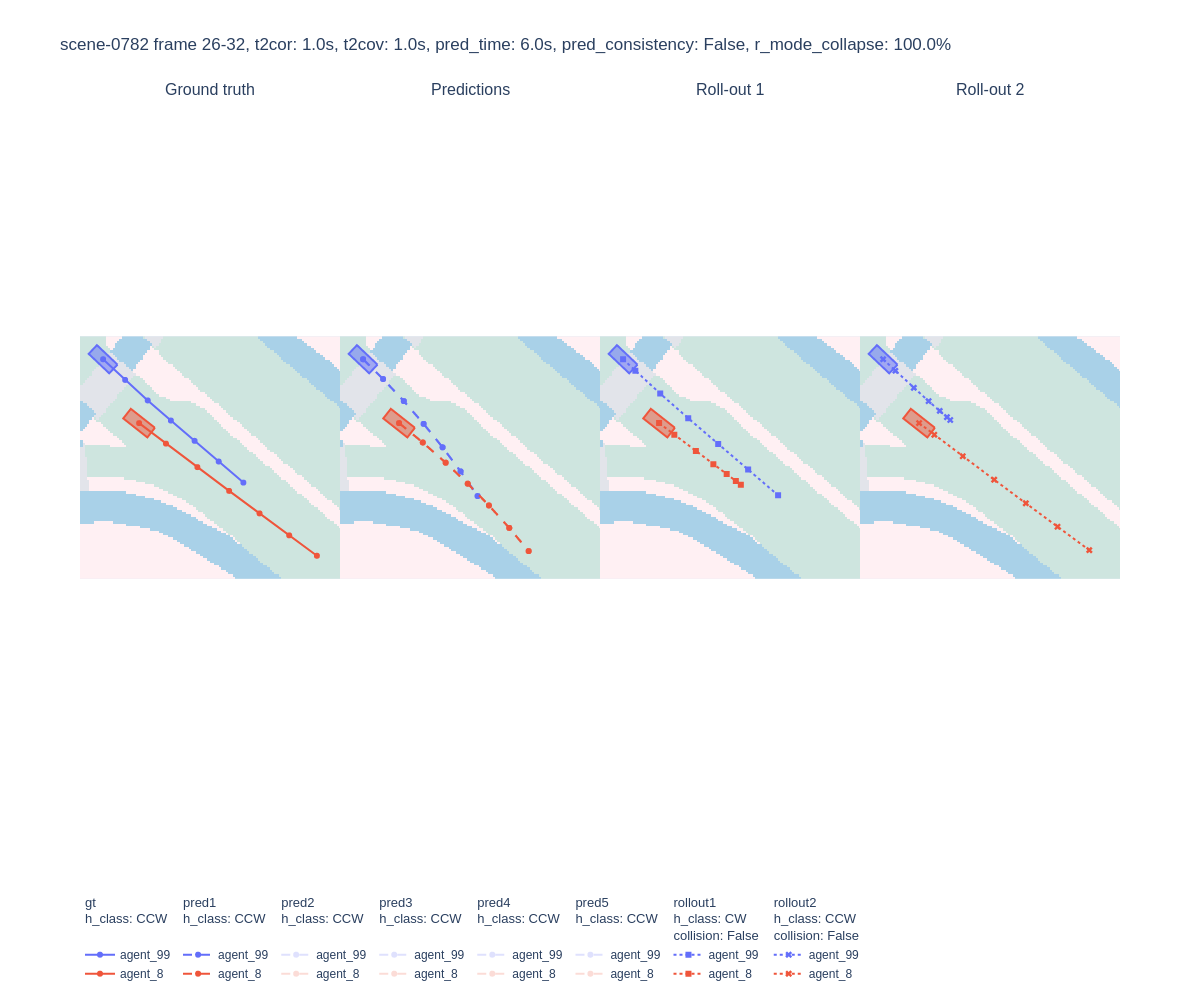 scene-0782 frame 26-32, t2cor: 1.0s, t2cov: 1.0s, pred_time: 6.0s, pred_consistency: False, r_mode_collapse: 100.0%
Ground truth
Predictions
Roll-out 1
Roll-out 2
gt
h_class: CCW
agent_99
agent_8
pred1
h_class: CCW
agent_99
agent_8
pred2
h_class: CCW
agent_99
agent_8
pred3
h_class: CCW
agent_99
agent_8
pred4
h_class: CCW
agent_99
agent_8
pred5
h_class: CCW
agent_99
agent_8
rollout1
h_class: CW
collision: False
agent_99
agent_8
rollout2
h_class: CCW
collision: False
agent_99
agent_8